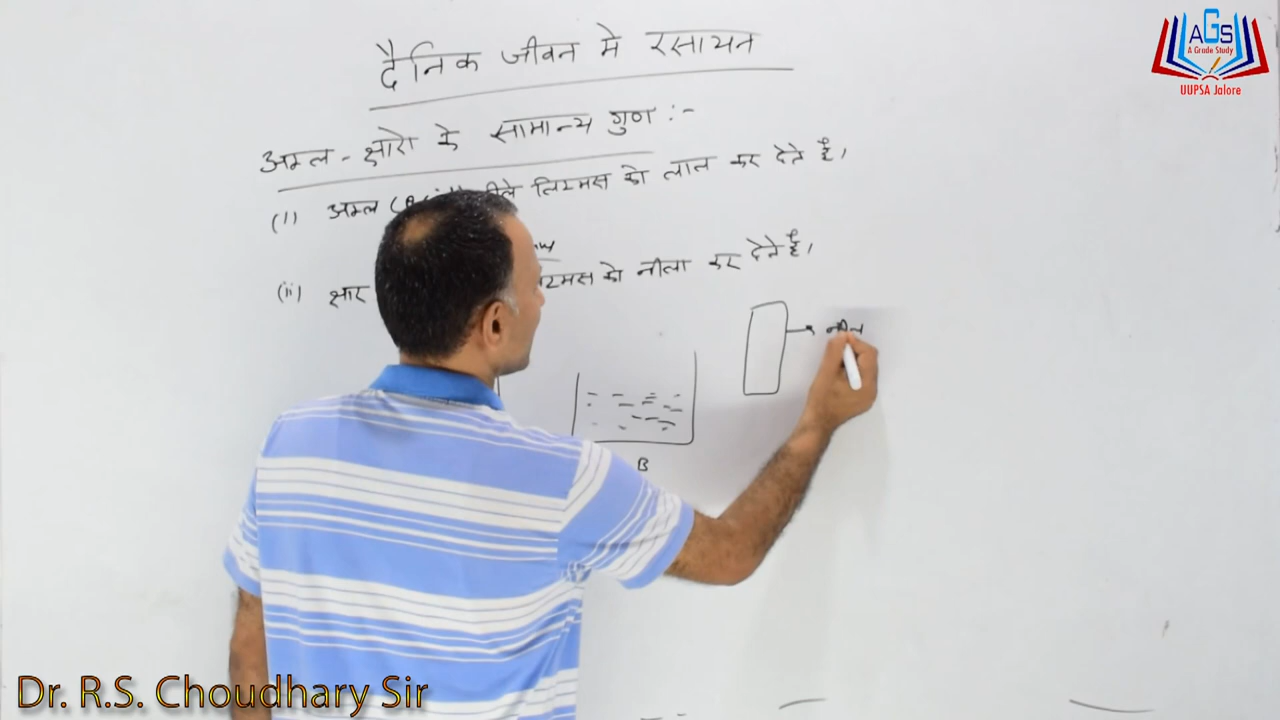 दैनिक जीवन मे रसायन
अम्ल - क्षारो के सामान्य गुण :-
(i) अम्ल लिटमस को लाल कर देते है।
(ii) क्षार को नीला कर देते है।
B
AGS
A Grade Study
UUPSA Jalore
Dr. R.S. Choudhary Sir